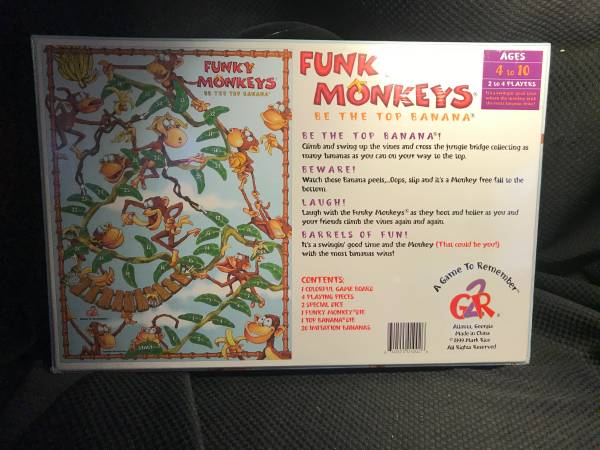 FUNKY
MONKEYS
BE THE TOP BANANA
FUNK
MONKEYS
BE THE TOP BANANA
AGES
4 to 10
2 to 4 PLAYERS
BE THE TOP BANANA!
Climb and swing up the vines and cross the jungle bridge collecting as
many bananas as you can on your way to the top.
BEWARE!
Watch those Banana peels,..Oops, slip and it's a Monkey free fall to the
bottom.
LAUGH!
Laugh with the Funky Monkeys® as they hoot and holler as you and
your friends climb the vines again and again.
BARRELS OF FUN!
It's a swingin' good time and the Monkey (That could be you!)
with the most bananas wins!
CONTENTS:
1 COLORFUL GAME BOARD
4 PLAYING PIECES
2 SPECIAL DICE
1 FUNKY MONKEY® DIE
1 TOP BANANA® DIE
20 IMITATION BANANAS
A Game To Remember
G2R
Atlanta, Georgia
Made in China
©1999 Mark Rice
All Rights Reserved